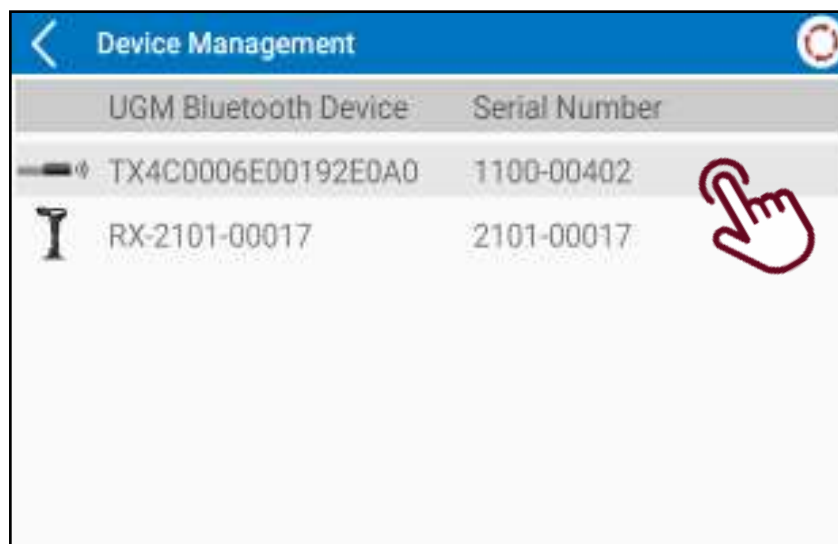 Device Management
UGM Bluetooth Device Serial Number
TX4C0006E00192E0A0 1100-00402
RX-2101-00017 2101-00017